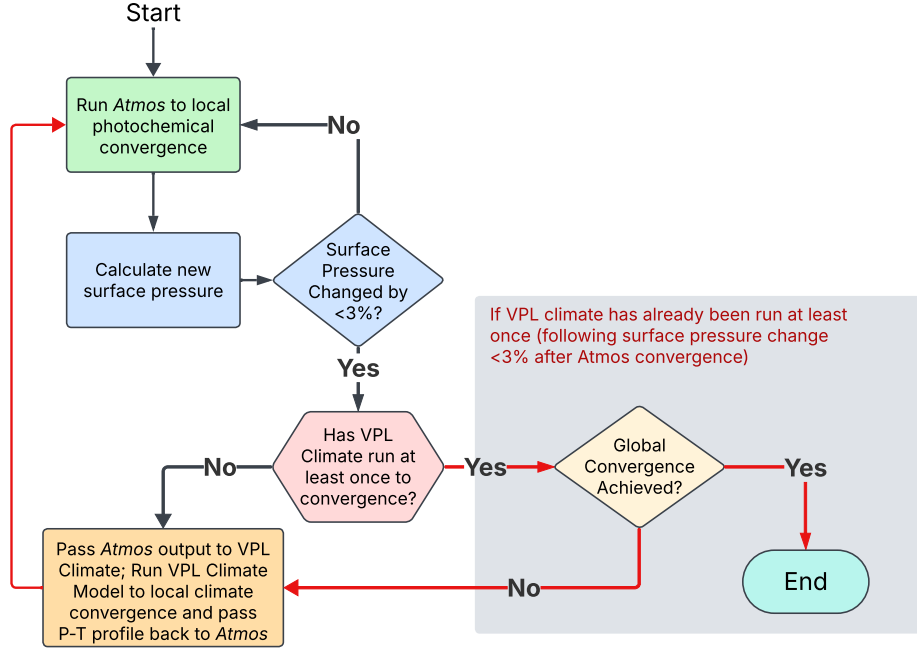 Start
Run Atmos to local
photochemical
convergence
No
Calculate new
surface pressure
Surface
Pressure
Changed by
<3%?
Yes
If VPL climate has already been run at least
once (following surface pressure change
<3% after Atmos convergence)
Has VPL
Climate run at
least once to
convergence?
No
Yes
Global
Convergence
Achieved?
Yes
Pass Atmos output to VPL
Climate; Run VPL Climate
Model to local climate
convergence and pass
P-T profile back to Atmos
No
End